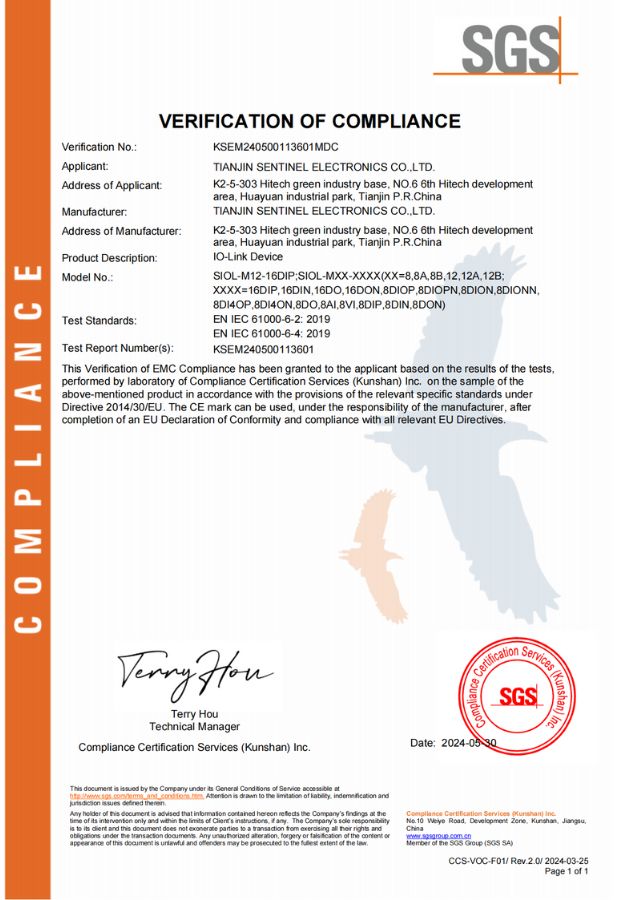 SGS
VERIFICATION OF COMPLIANCE
Verification No.: KSEM240500113601MDC
Applicant: TIANJIN SENTINEL ELECTRONICS CO.,LTD.
Address of Applicant: K2-5-303 Hitech green industry base, NO.6 6th Hitech development
area, Huayuan industrial park, Tianjin P.R.China
Manufacturer: TIANJIN SENTINEL ELECTRONICS CO.,LTD.
Address of Manufacturer: K2-5-303 Hitech green industry base, NO.6 6th Hitech development
area, Huayuan industrial park, Tianjin P.R.China
Product Description: IO-Link Device
Model No.: SIOL-M12-16DIP;SIOL-MXX-XXXX(XX=8,8A,8B,12,12A,12B;
XXXX=16DIP,16DIN,16DO,16DON,8DIOP,8DIOPN,8DION,8DIONN,
8DI4OP,8DI4ON,8DO,8AI,8VI,8DIP,8DIN,8DON)
Test Standards: EN IEC 61000-6-2: 2019
EN IEC 61000-6-4: 2019
Test Report Number(s): KSEM240500113601
This Verification of EMC Compliance has been granted to the applicant based on the results of the tests,
performed by laboratory of Compliance Certification Services (Kunshan) Inc. on the sample of the
above-mentioned product in accordance with the provisions of the relevant specific standards under
Directive 2014/30/EU. The CE mark can be used, under the responsibility of the manufacturer, after
completion of an EU Declaration of Conformity and compliance with all relevant EU Directives.
COMPLIANCE
Terry Hou
Terry Hou
Technical Manager
Compliance Certification Services (Kunshan) Inc.
Compliance Certification Services (Kunshan) Inc.
SGS
Date: 2024-05-30
This document is issued by the Company under its General Conditions of Service accessible at
http://www.sgs.com/terms_and_conditions.htm. Attention is drawn to the limitation of liability, indemnification and
jurisdiction issues defined therein.
Any holder of this document is advised that information contained hereon reflects the Company's findings at the
time of its intervention only and within the limits of Client's instructions, if any. The Company's sole responsibility
is to its client and this document does not exonerate parties to a transaction from exercising all their rights and
obligations under the transaction documents. Any unauthorized alteration, forgery or falsification of the content or
appearance of this document is unlawful and offenders may be prosecuted to the fullest extent of the law.
Compliance Certification Services (Kunshan) Inc.
No.10 Weiye Road, Development Zone, Kunshan, Jiangsu,
China
www.sgsgroup.com.cn
Member of the SGS Group (SGS SA)
CCS-VOC-F01/ Rev.2.0/ 2024-03-25
Page 1 of 1